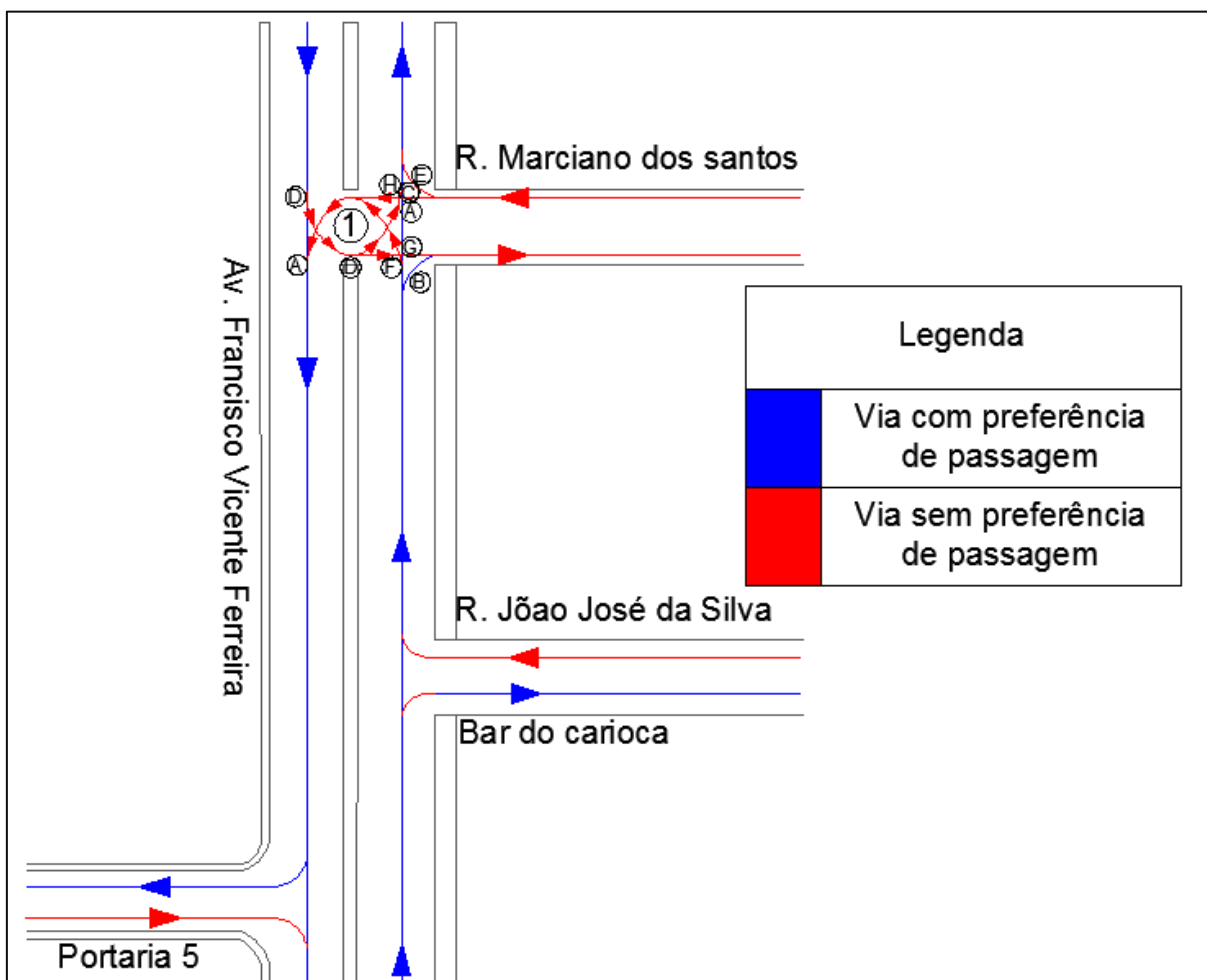 R. Marciano dos santos
E
H
C
D
A
1
G
A
D
F
B
Av. Francisco Vicente Ferreira
Legenda
Via com preferência
de passagem
Via sem preferência
de passagem
R. Jõao José da Silva
Bar do carioca
Portaria 5